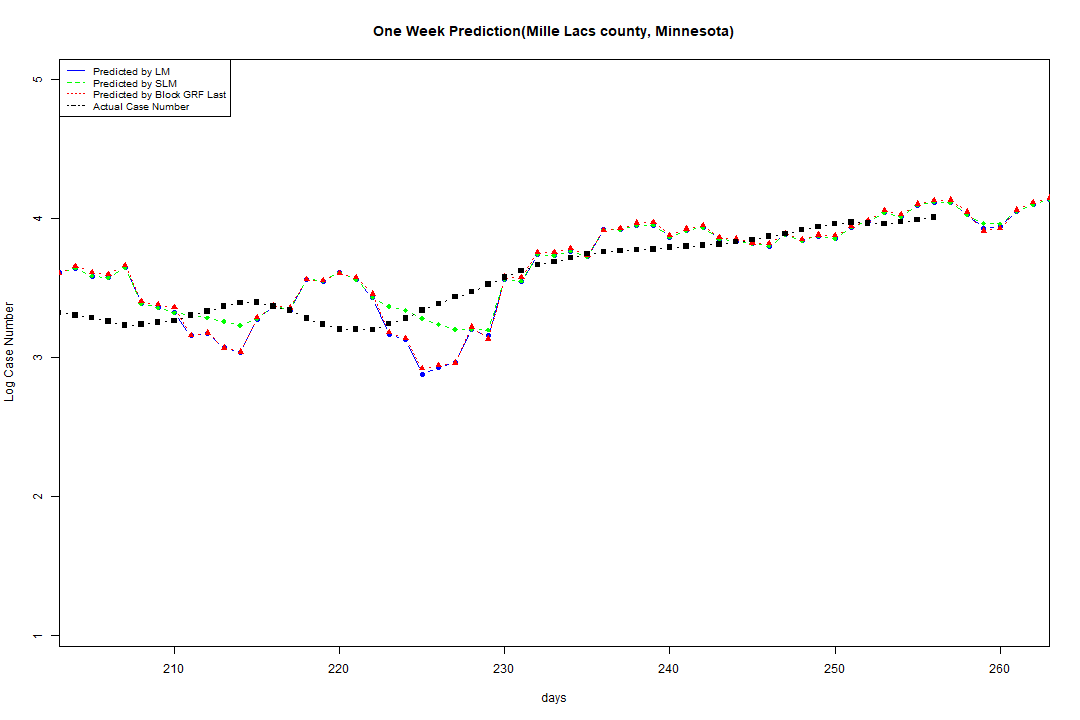 One Week Prediction(Mille Lacs county, Minnesota)
Predicted by LM
Predicted by SLM
Predicted by Block GRF Last
Actual Case Number
5
4
3
2
1
Log Case Number
210 220 230 240 250 260
days